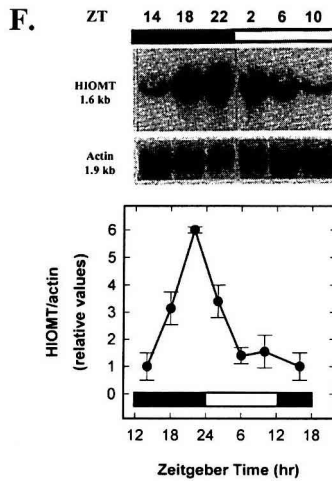 F.
ZT 14 18 22 2 6 10
HIOMT
1.6 kb
Actin
1.9 kb
HIOMT/actin
(relative values)
6
5
4
3
2
1
0
12 18 24 6 12 18
Zeitgeber Time (hr)